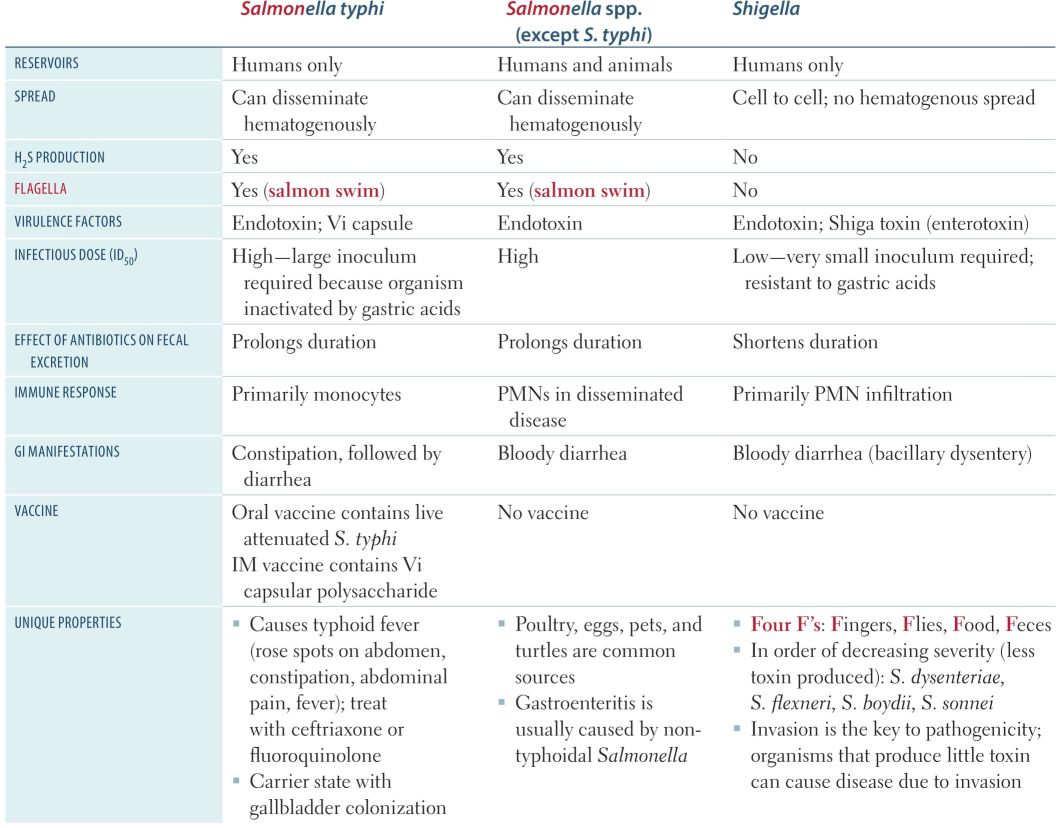 Salmonella typhi Salmonella spp. Shigella
(except S. typhi)
RESERVOIRS Humans only Humans and animals Humans only
SPREAD Can disseminate Can disseminate Cell to cell; no hematogenous spread
hematogenously hematogenously
H₂S PRODUCTION Yes Yes No
FLAGELLA Yes (salmon swim) Yes (salmon swim) No
VIRULENCE FACTORS Endotoxin; Vi capsule Endotoxin Endotoxin; Shiga toxin (enterotoxin)
INFECTIOUS DOSE (ID₅₀) High—large inoculum High Low—very small inoculum required;
required because organism resistant to gastric acids
inactivated by gastric acids
EFFECT OF ANTIBIOTICS ON FECAL Prolongs duration Prolongs duration Shortens duration
EXCRETION
IMMUNE RESPONSE Primarily monocytes PMNs in disseminated Primarily PMN infiltration
disease
GI MANIFESTATIONS Constipation, followed by Bloody diarrhea Bloody diarrhea (bacillary dysentery)
diarrhea
VACCINE Oral vaccine contains live No vaccine No vaccine
attenuated S. typhi
IM vaccine contains Vi
capsular polysaccharide
UNIQUE PROPERTIES ▪ Causes typhoid fever ▪ Poultry, eggs, pets, and ▪ Four F's: Fingers, Flies, Food, Feces
(rose spots on abdomen, turtles are common ▪ In order of decreasing severity (less
constipation, abdominal sources toxin produced): S. dysenteriae,
pain, fever); treat ▪ Gastroenteritis is S. flexneri, S. boydii, S. sonnei
with ceftriaxone or usually caused by non- ▪ Invasion is the key to pathogenicity;
fluoroquinolone typhoidal Salmonella organisms that produce little toxin
▪ Carrier state with can cause disease due to invasion
gallbladder colonization